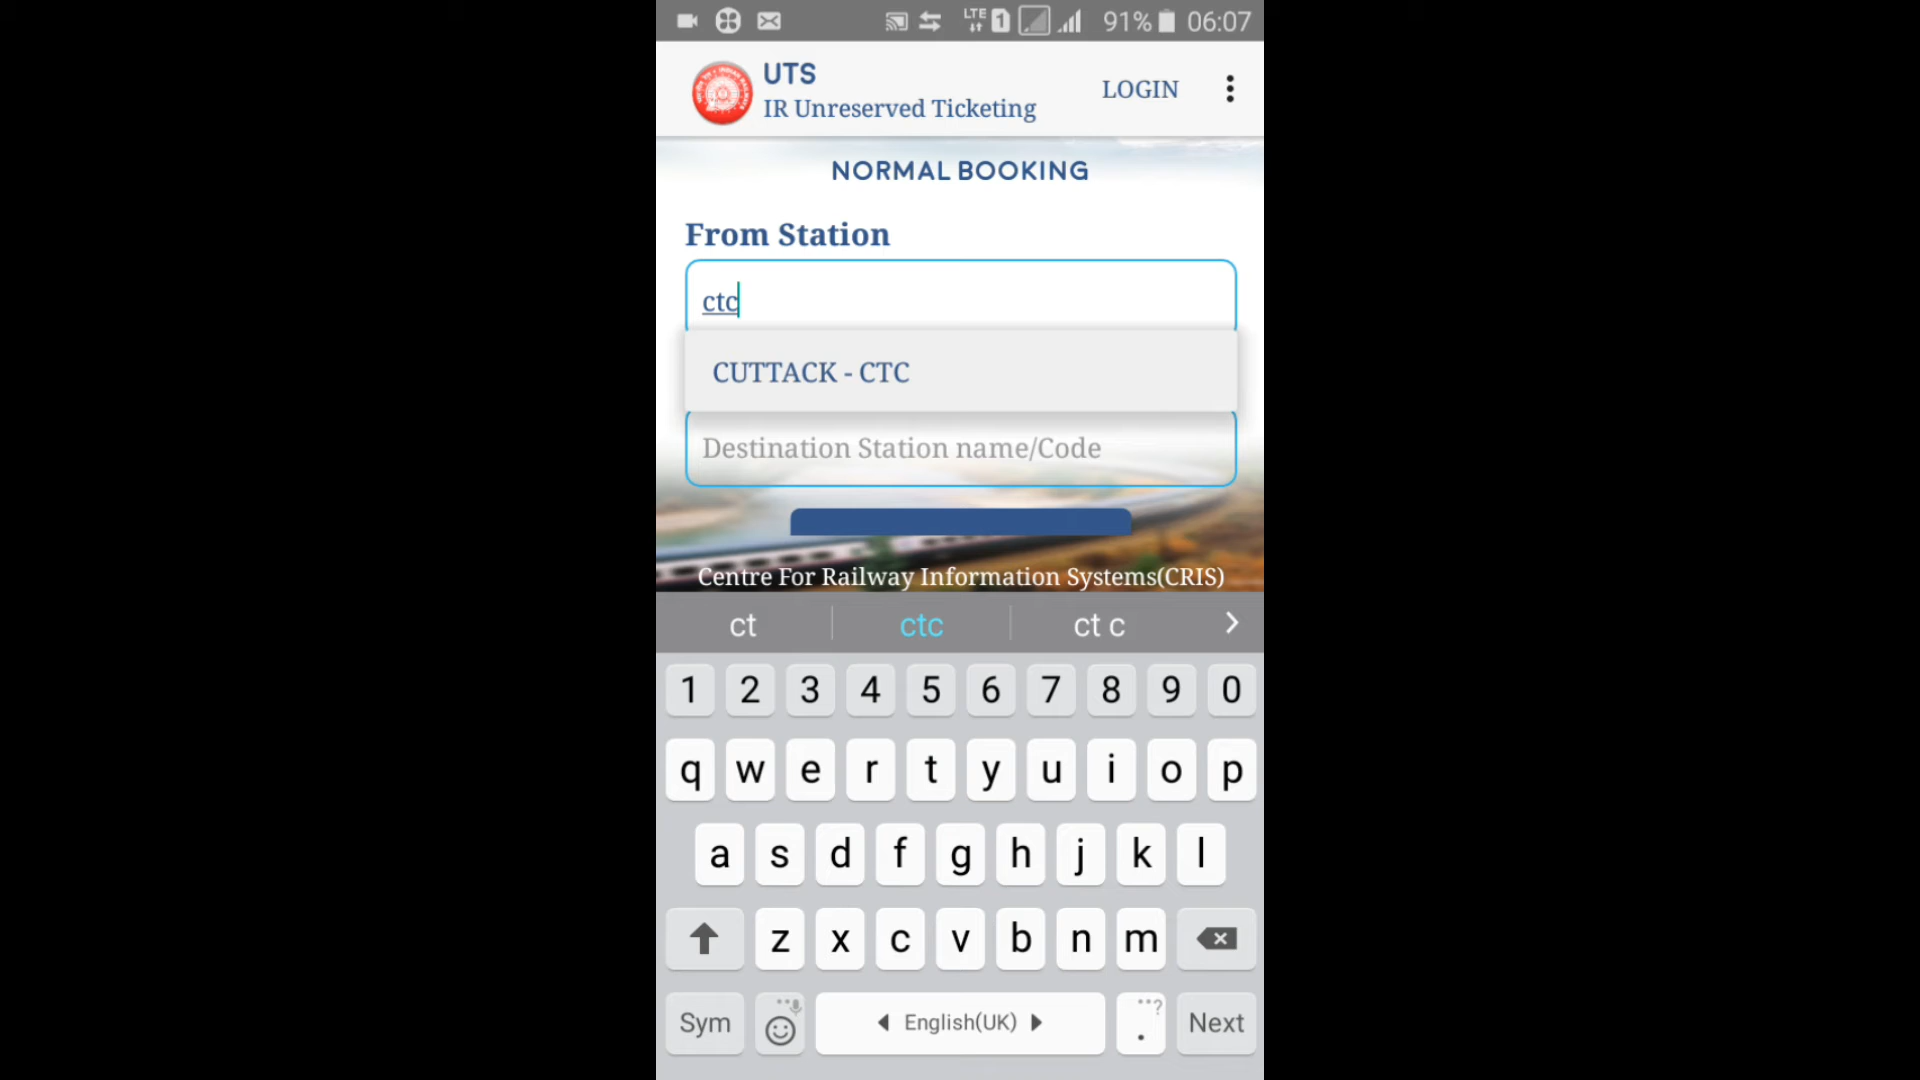 LTE 1 91% 06:07
UTS
IR Unreserved Ticketing
LOGIN
NORMAL BOOKING
From Station
ctc
CUTTACK - CTC
Destination Station name/Code
Centre For Railway Information Systems(CRIS)
ct ctc ct c
1 2 3 4 5 6 7 8 9 0
q w e r t y u i o p
a s d f g h j k l
z x c v b n m
Sym English(UK) . ? Next